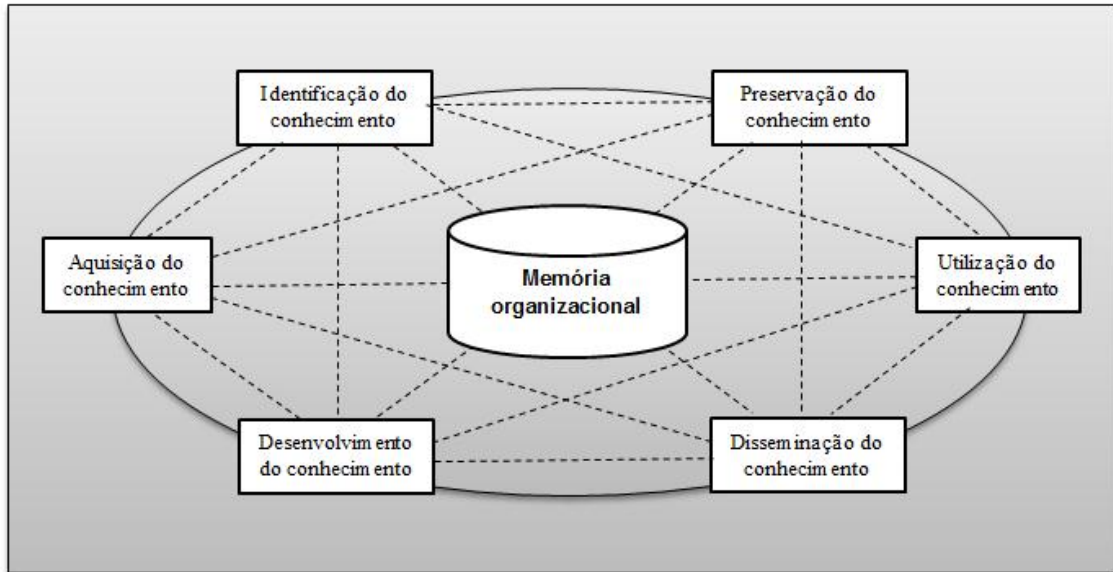 Identificação do
conhecimento
Preservação do
conhecimento
Aquisição do
conhecimento
Memória
organizacional
Utilização do
conhecimento
Desenvolvimento
do conhecimento
Disseminação do
conhecimento